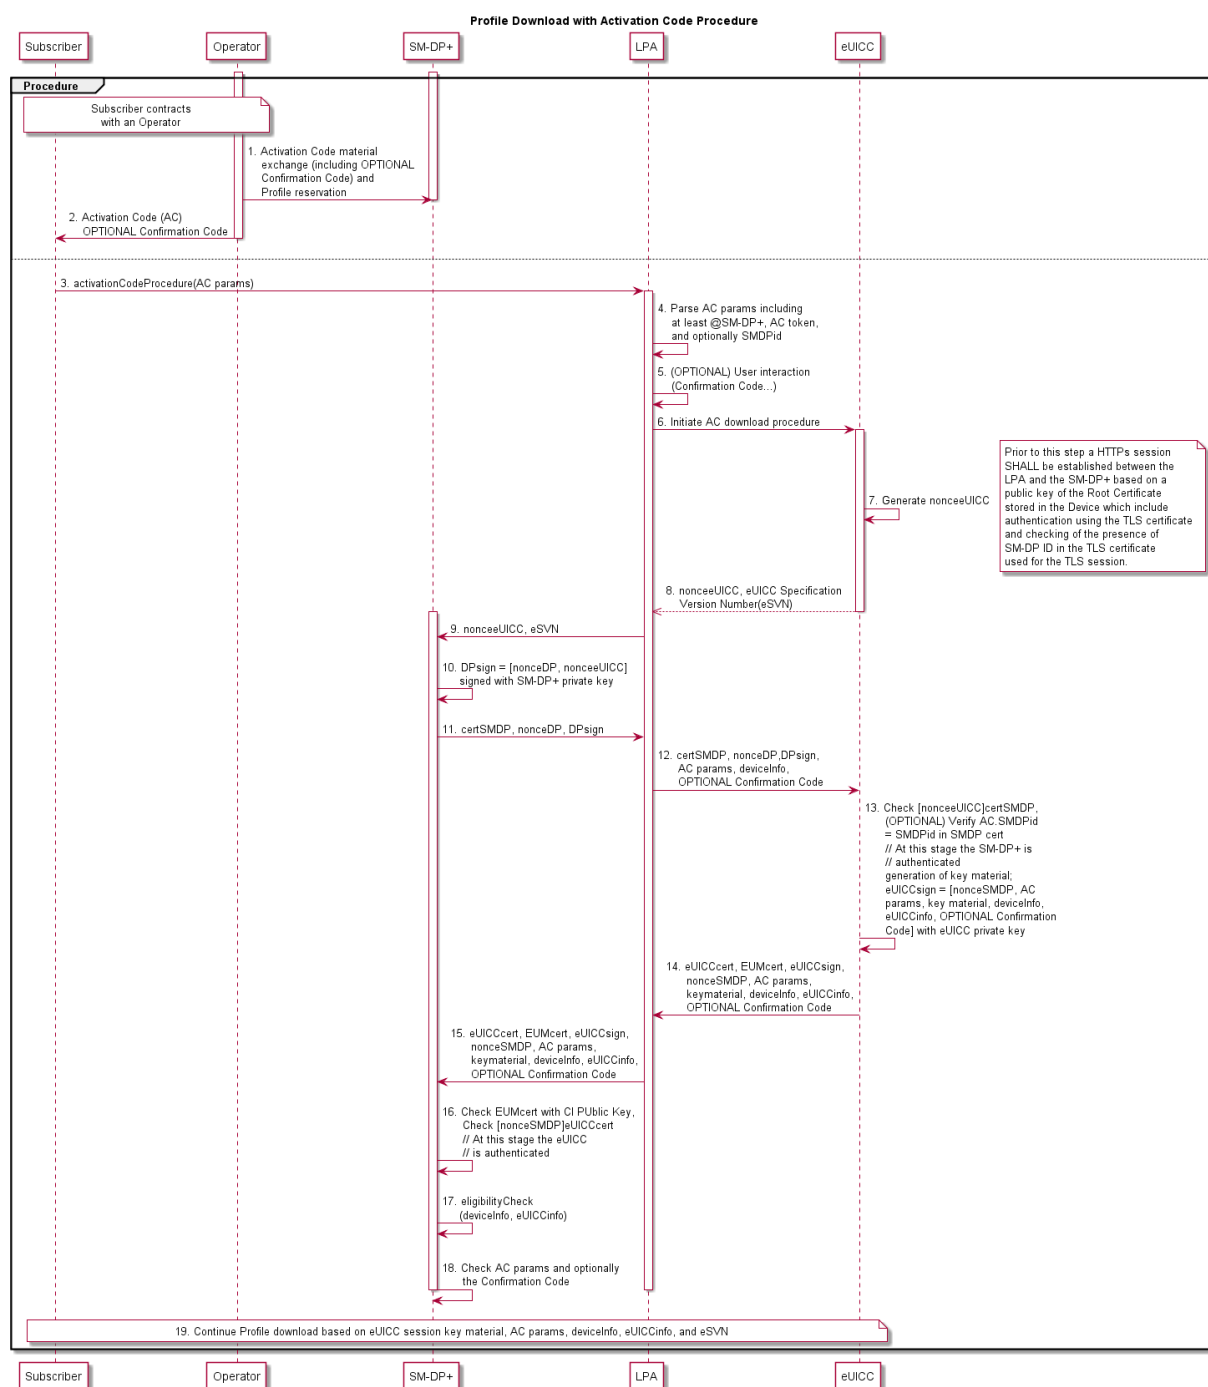 Profile Download with Activation Code Procedure
Subscriber
Operator
SM-DP+
LPA
eUICC
Procedure
Subscriber contracts
with an Operator
1. Activation Code material
exchange (including OPTIONAL
Confirmation Code) and
Profile reservation
2. Activation Code (AC)
OPTIONAL Confirmation Code
3. activationCodeProcedure(AC params)
4. Parse AC params including
at least @SM-DP+, AC token,
and optionally SMDPid
5. (OPTIONAL) User interaction
(Confirmation Code...)
6. Initiate AC download procedure
Prior to this step a HTTPs session
SHALL be established between the
LPA and the SM-DP+ based on a
public key of the Root Certificate
stored in the Device which include
authentication using the TLS certificate
and checking of the presence of
SM-DP ID in the TLS certificate
used for the TLS session.
7. Generate nonceeUICC
8. nonceeUICC, eUICC Specification
Version Number(eSVN)
9. nonceeUICC, eSVN
10. DPsign = [nonceDP, nonceeUICC]
signed with SM-DP+ private key
11. certSMDP, nonceDP, DPsign
12. certSMDP, nonceDP,DPsign,
AC params, deviceInfo,
OPTIONAL Confirmation Code
13. Check [nonceeUICC]certSMDP,
(OPTIONAL) Verify AC.SMDPid
= SMDPid in SMDP cert
// At this stage the SM-DP+ is
// authenticated
generation of key material;
eUICCsign = [nonceSMDP, AC
params, key material, deviceInfo,
eUICCinfo, OPTIONAL Confirmation
Code] with eUICC private key
14. eUICCcert, EUMcert, eUICCsign,
nonceSMDP, AC params,
keymaterial, deviceInfo, eUICCinfo,
OPTIONAL Confirmation Code
15. eUICCcert, EUMcert, eUICCsign,
nonceSMDP, AC params,
keymaterial, deviceInfo, eUICCinfo,
OPTIONAL Confirmation Code
16. Check EUMcert with CI PUblic Key,
Check [nonceSMDP]eUICCcert
// At this stage the eUICC
// is authenticated
17. eligibilityCheck
(deviceInfo, eUICCinfo)
18. Check AC params and optionally
the Confirmation Code
19. Continue Profile download based on eUICC session key material, AC params, deviceInfo, eUICCinfo, and eSVN
Subscriber
Operator
SM-DP+
LPA
eUICC